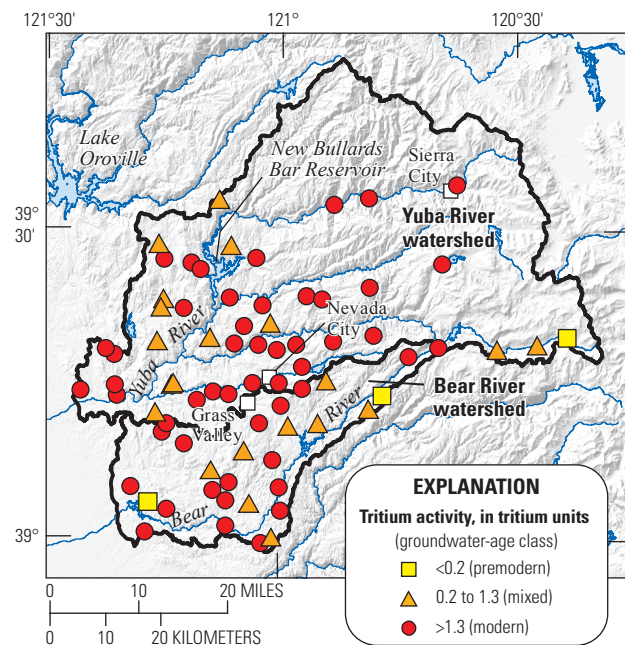 121°30'
121°
120°30'
Lake
Oroville
New Bullards
Bar Reservoir
Sierra
City
39°
30'
Yuba River
watershed
Nevada
City
Yuba River
Bear River
watershed
Grass
Valley
Bear River
39°
0 10 20 MILES
0 10 20 KILOMETERS
EXPLANATION
Tritium activity, in tritium units
(groundwater-age class)
<0.2 (premodern)
0.2 to 1.3 (mixed)
>1.3 (modern)